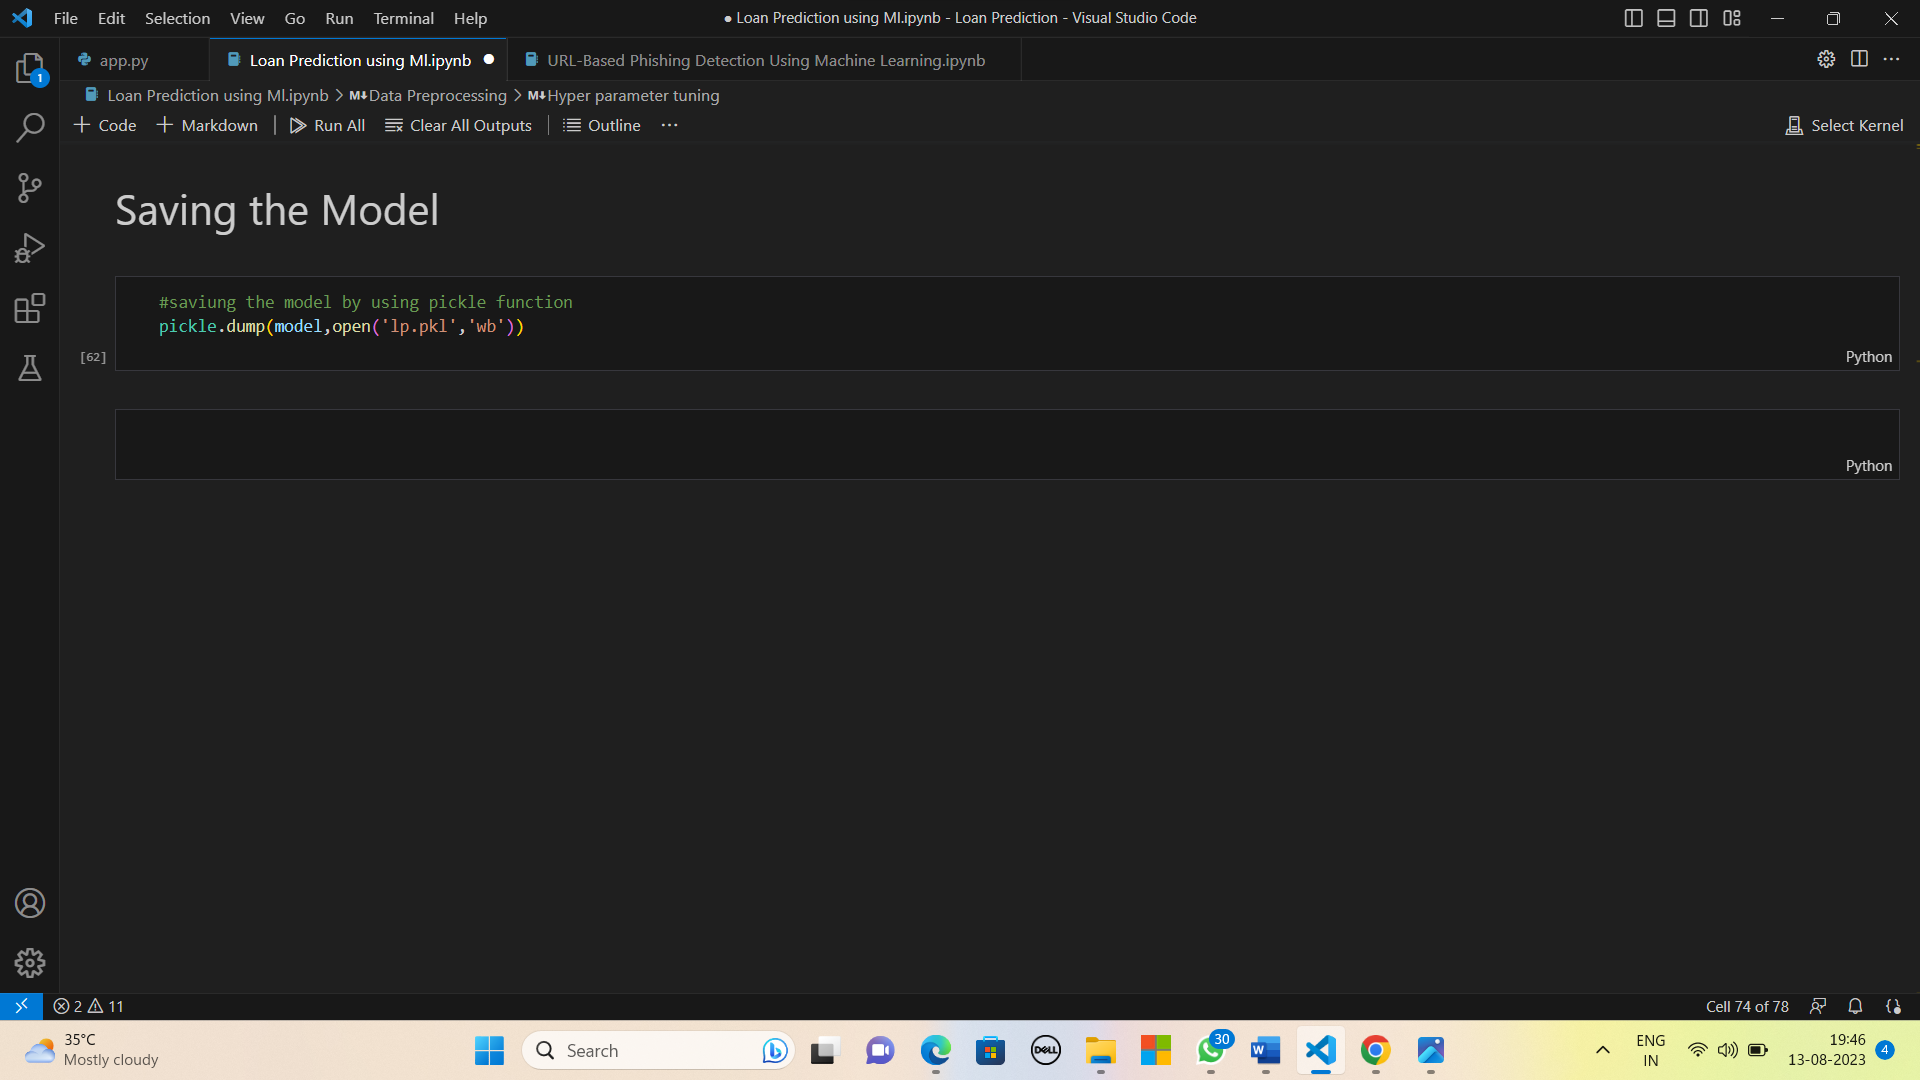 File Edit Selection View Go Run Terminal Help
● Loan Prediction using Ml.ipynb - Loan Prediction - Visual Studio Code
1
app.py
Loan Prediction using Ml.ipynb ●
URL-Based Phishing Detection Using Machine Learning.ipynb
Loan Prediction using Ml.ipynb > M↓Data Preprocessing > M↓Hyper parameter tuning
+ Code + Markdown | Run All Clear All Outputs | Outline ···
Select Kernel
Saving the Model
#saviung the model by using pickle function
pickle.dump(model,open('lp.pkl','wb'))
[62]
Python
Python
2 11
Cell 74 of 78
35°C
Mostly cloudy
Search
DELL
30
W
ENG
IN
19:46
13-08-2023
4